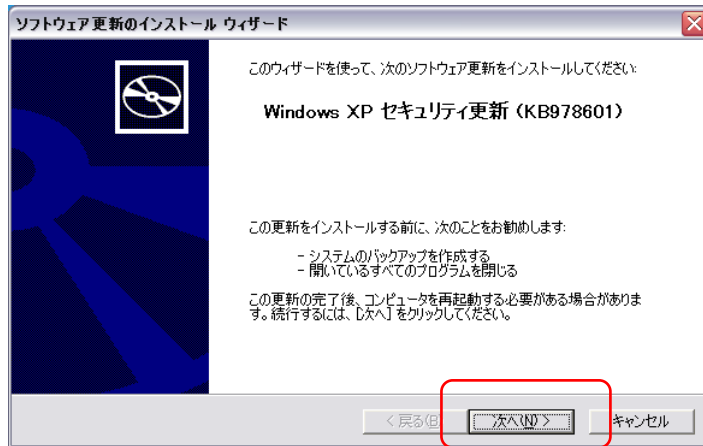 ソフトウェア更新のインストール ウィザード
このウィザードを使って、次のソフトウェア更新をインストールしてください:
Windows XP セキュリティ更新 (KB978601)
この更新をインストールする前に、次のことをお勧めします:
- システムのバックアップを作成する
- 開いているすべてのプログラムを閉じる
この更新の完了後、コンピュータを再起動する必要がある場合がありま
す。続行するには、[次へ] をクリックしてください。
< 戻る(B) 次へ(N) > キャンセル